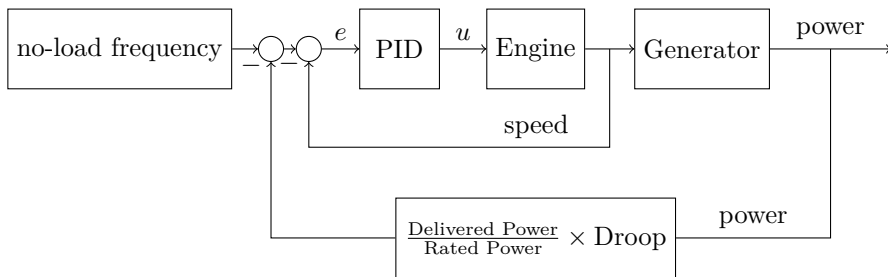 power
no-load frequency
−
−
e
PID
u
Engine
Generator
speed
Delivered Power
Rated Power
× Droop
power